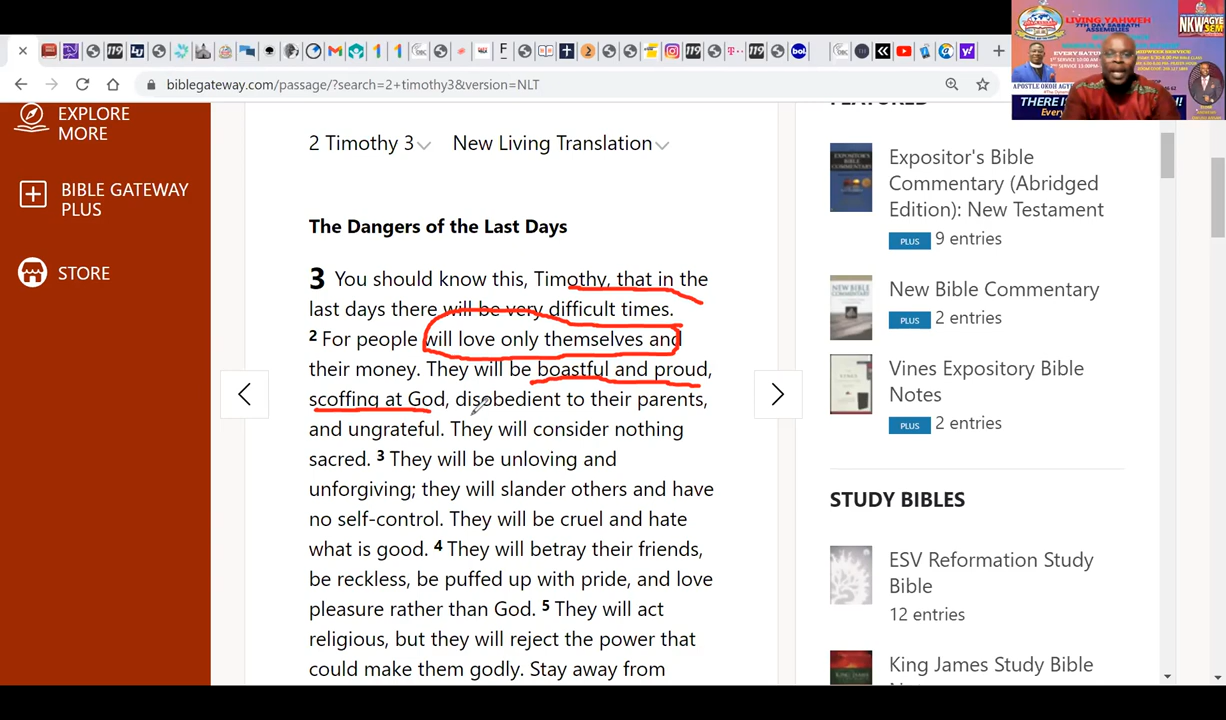 LIVING YAHWEH
7TH DAY SABBATH
ASSEMBLIES
NKWAGYE
SEM
biblegateway.com/passage/?search=2+timothy3&version=NLT
EXPLORE
MORE
BIBLE GATEWAY
PLUS
STORE
2 Timothy 3
New Living Translation
The Dangers of the Last Days
3 You should know this, Timothy, that in the
last days there will be very difficult times.
2 For people will love only themselves and
their money. They will be boastful and proud,
scoffing at God, disobedient to their parents,
and ungrateful. They will consider nothing
sacred. 3 They will be unloving and
unforgiving; they will slander others and have
no self-control. They will be cruel and hate
what is good. 4 They will betray their friends,
be reckless, be puffed up with pride, and love
pleasure rather than God. 5 They will act
religious, but they will reject the power that
could make them godly. Stay away from
FEATURED
Expositor's Bible
Commentary (Abridged
Edition): New Testament
PLUS 9 entries
New Bible Commentary
PLUS 2 entries
Vines Expository Bible
Notes
PLUS 2 entries
STUDY BIBLES
ESV Reformation Study
Bible
12 entries
King James Study Bible